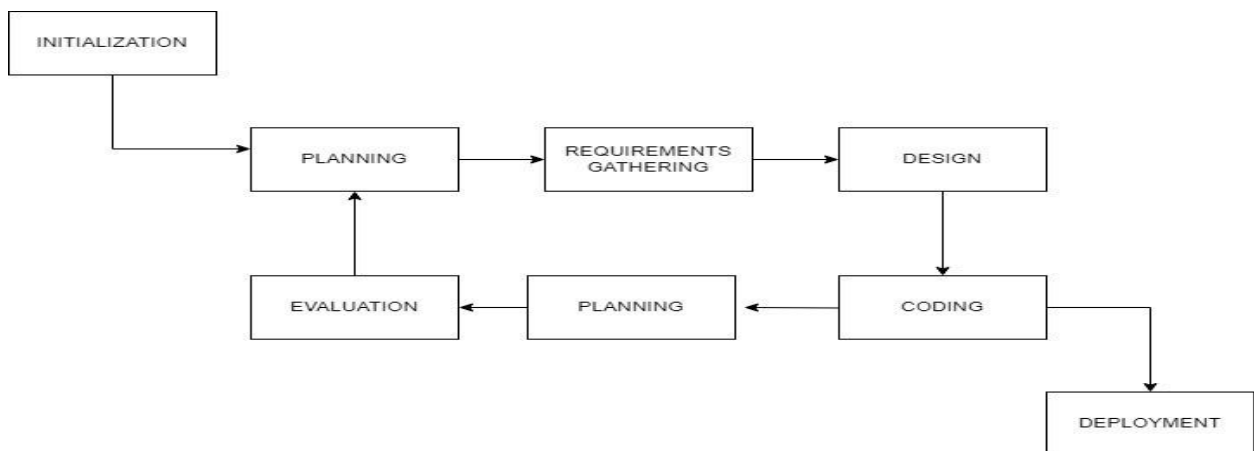 INITIALIZATION
PLANNING
REQUIREMENTS
GATHERING
DESIGN
EVALUATION
PLANNING
CODING
DEPLOYMENT